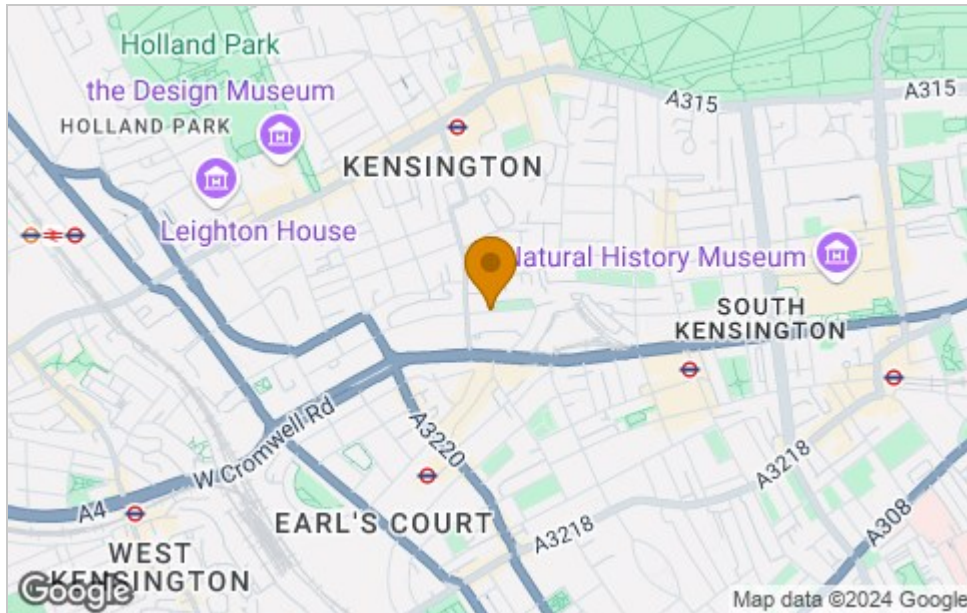 Holland Park
the Design Museum
HOLLAND PARK
A315
A315
KENSINGTON
Leighton House
Natural History Museum
SOUTH
KENSINGTON
W Cromwell Rd
A3220
A4
EARL'S COURT
A3218
A3218
A308
WEST
KENSINGTON
Google
Map data ©2024 Google